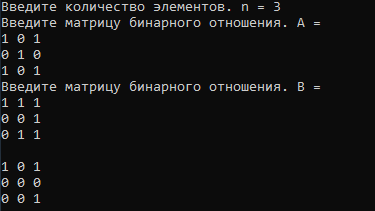 Введите количество элементов. n = 3
Введите матрицу бинарного отношения. A =
1 0 1
0 1 0
1 0 1
Введите матрицу бинарного отношения. B =
1 1 1
0 0 1
0 1 1

1 0 1
0 0 0
0 0 1